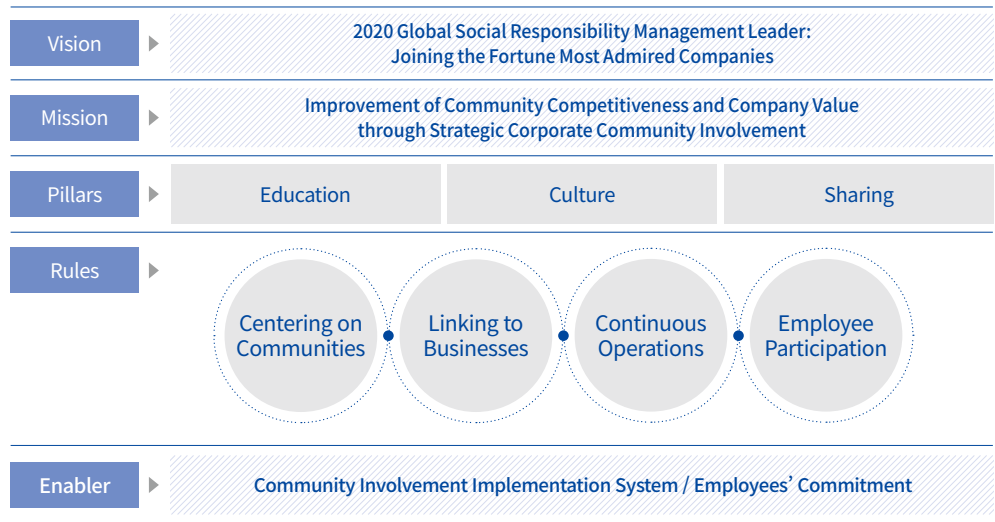 Vision
2020 Global Social Responsibility Management Leader:
Joining the Fortune Most Admired Companies
Mission
Improvement of Community Competitiveness and Company Value
through Strategic Corporate Community Involvement
Pillars
Education
Culture
Sharing
Rules
Centering on
Communities
Linking to
Businesses
Continuous
Operations
Employee
Participation
Enabler
Community Involvement Implementation System / Employees’ Commitment